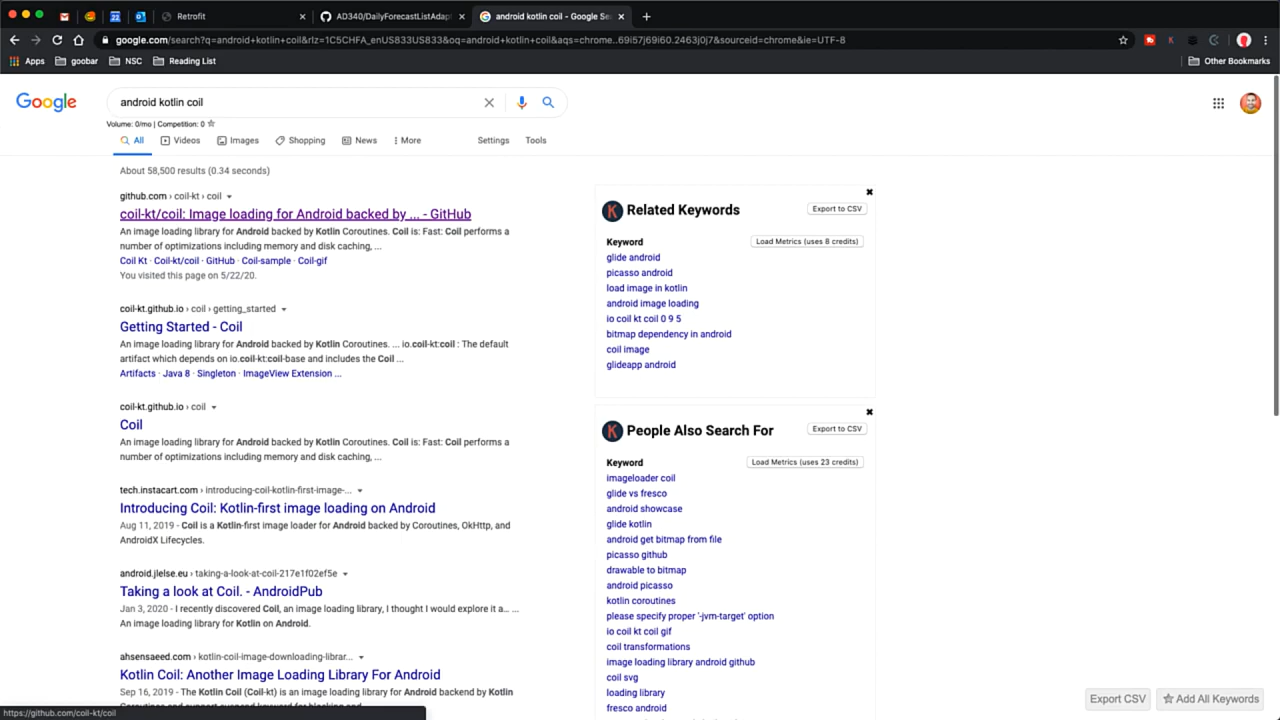 Retrofit
AD340/DailyForecastListAdap
android kotlin coil - Google Sea
google.com/search?q=android+kotlin+coil&rlz=1C5CHFA_enUS833US833&oq=android+kotlin+coil&aqs=chrome..69i57j69i60.2463j0j7&sourceid=chrome&ie=UTF-8
Apps
goobar
NSC
Reading List
Other Bookmarks
Google
android kotlin coil
Volume: 0/mo | Competition: 0
All
Videos
Images
Shopping
News
More
Settings
Tools
About 58,500 results (0.34 seconds)
github.com › coil-kt › coil
coil-kt/coil: Image loading for Android backed by ... - GitHub
An image loading library for Android backed by Kotlin Coroutines. Coil is: Fast: Coil performs a
number of optimizations including memory and disk caching, ...
Coil Kt · Coil-kt/coil · GitHub · Coil-sample · Coil-gif
You visited this page on 5/22/20.
coil-kt.github.io › coil › getting_started
Getting Started - Coil
An image loading library for Android backed by Kotlin Coroutines. ... io.coil-kt:coil : The default
artifact which depends on io.coil-kt:coil-base and includes the Coil ...
Artifacts · Java 8 · Singleton · ImageView Extension ...
coil-kt.github.io › coil
Coil
An image loading library for Android backed by Kotlin Coroutines. Coil is: Fast: Coil performs a
number of optimizations including memory and disk caching, ...
tech.instacart.com › introducing-coil-kotlin-first-image-...
Introducing Coil: Kotlin-first image loading on Android
Aug 11, 2019 - Coil is a Kotlin-first image loader for Android backed by Coroutines, OkHttp, and
AndroidX Lifecycles.
android.jlelse.eu › taking-a-look-at-coil-217e1f02ef5e
Taking a look at Coil. - AndroidPub
Jan 3, 2020 - I recently discovered Coil, an image loading library, I thought I would explore it a.. ...
An image loading library for Kotlin on Android.
ahsensaeed.com › kotlin-coil-image-downloading-librar...
Kotlin Coil: Another Image Loading Library For Android
Sep 16, 2019 - The Kotlin Coil (Coil-kt) is an image loading library for Android backend by Kotlin
https://github.com/coil-kt/coil
Related Keywords
Export to CSV
Keyword
Load Metrics (uses 8 credits)
glide android
picasso android
load image in kotlin
android image loading
io coil kt coil 0 9 5
bitmap dependency in android
coil image
glideapp android
People Also Search For
Export to CSV
Keyword
Load Metrics (uses 23 credits)
imageloader coil
glide vs fresco
android showcase
glide kotlin
android get bitmap from file
picasso github
drawable to bitmap
android picasso
kotlin coroutines
please specify proper '-jvm-target' option
io coil kt coil gif
coil transformations
image loading library android github
coil svg
loading library
fresco android
Export CSV
Add All Keywords